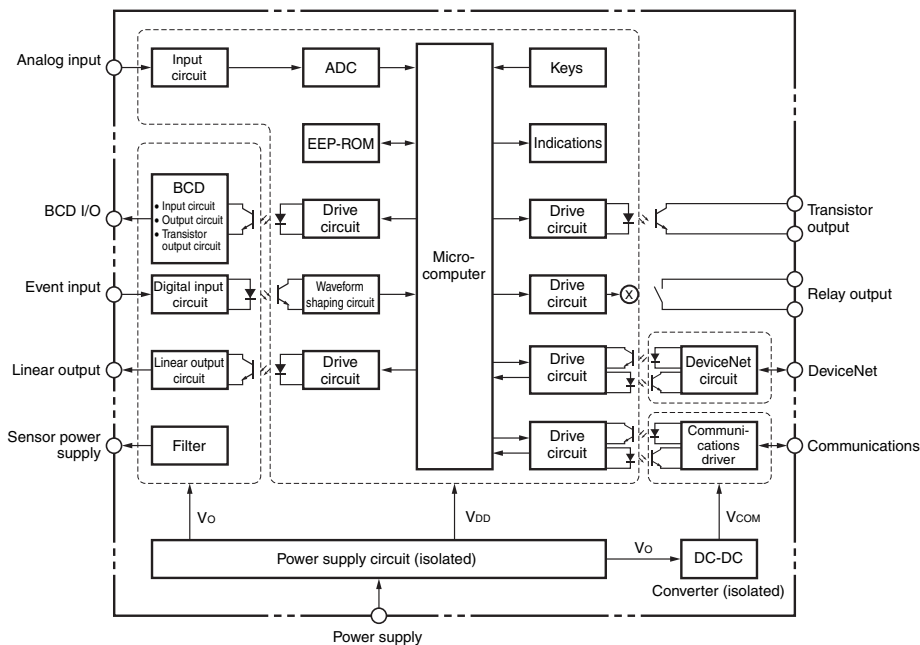 Analog input
Input
circuit
ADC
Keys
EEP-ROM
Indications
BCD I/O
BCD
• Input circuit
• Output circuit
• Transistor
output circuit
Drive
circuit
Micro-
computer
Drive
circuit
Transistor
output
Event input
Digital input
circuit
Waveform
shaping circuit
Drive
circuit
X
Relay output
Linear output
Linear output
circuit
Drive
circuit
Drive
circuit
DeviceNet
circuit
DeviceNet
Sensor power
supply
Filter
Drive
circuit
Communi-
cations
driver
Communications
VO
VDD
VCOM
Power supply circuit (isolated)
VO
DC-DC
Converter (isolated)
Power supply